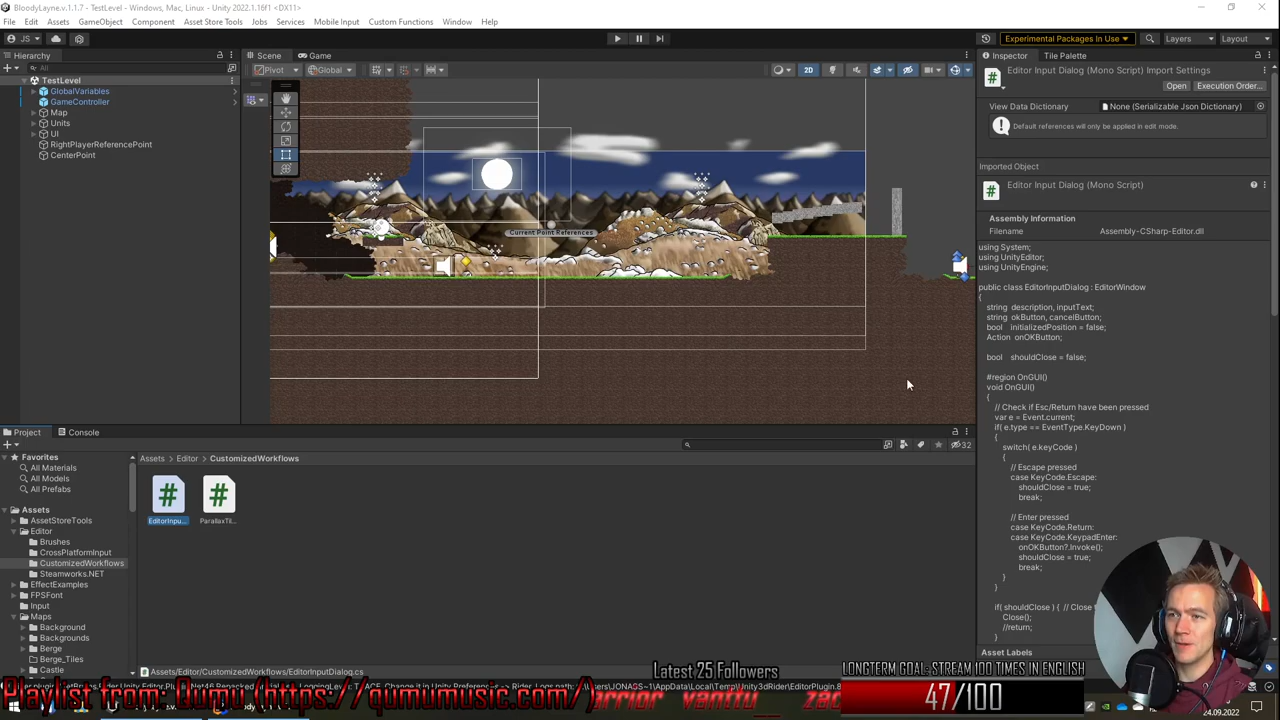 BloodyLayne.v.1.1.7 - TestLevel - Windows, Mac, Linux - Unity 2022.1.16f1 <DX11>
File Edit Assets GameObject Component Asset Store Tools Jobs Services Mobile Input Custom Functions Window Help
JS Experimental Packages In Use Layers Layout
Hierarchy
All
TestLevel
GlobalVariables
GameController
Map
Units
UI
RightPlayerReferencePoint
CenterPoint
Scene Game
Pivot Global 2D
Current Point References
Inspector Tile Palette
Editor Input Dialog (Mono Script) Import Settings
Open Execution Order...
View Data Dictionary None (Serializable Json Dictionary)
Default references will only be applied in edit mode.
Imported Object
Editor Input Dialog (Mono Script)
Assembly Information
Filename Assembly-CSharp-Editor.dll
using System;
using UnityEditor;
using UnityEngine;
public class EditorInputDialog : EditorWindow
{
string description, inputText;
string okButton, cancelButton;
bool initializedPosition = false;
Action onOKButton;
bool shouldClose = false;
#region OnGUI()
void OnGUI()
{
// Check if Esc/Return have been pressed
var e = Event.current;
if( e.type == EventType.KeyDown )
{
switch( e.keyCode )
{
// Escape pressed
case KeyCode.Escape:
shouldClose = true;
break;
// Enter pressed
case KeyCode.Return:
case KeyCode.KeypadEnter:
onOKButton?.Invoke();
shouldClose = true;
break;
}
}
if( shouldClose ) { // Close
Close();
//return;
}
Asset Labels
Project Console
32
Favorites
All Materials
All Models
All Prefabs
Assets
AssetStoreTools
Editor
Brushes
CrossPlatformInput
CustomizedWorkflows
Steamworks.NET
EffectExamples
FPSFont
Input
Maps
Background
Backgrounds
Berge
Berge_Tiles
Castle
Assets > Editor > CustomizedWorkflows
EditorInpu... ParallaxTil...
Assets/Editor/CustomizedWorkflows/EditorInputDialog.cs
Latest 25 Followers
LONGTERM GOAL - STREAM 100 TIMES IN ENGLISH
47/100
Playlist from: Qumu (https://qumumusic.com/)
24.09.2022